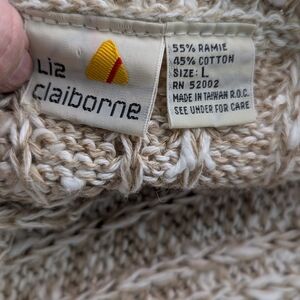 Liz
claiborne
55% RAMIE
45% COTTON
SIZE: L
RN 52002
MADE IN TAIWAN R.O.C.
SEE UNDER FOR CARE